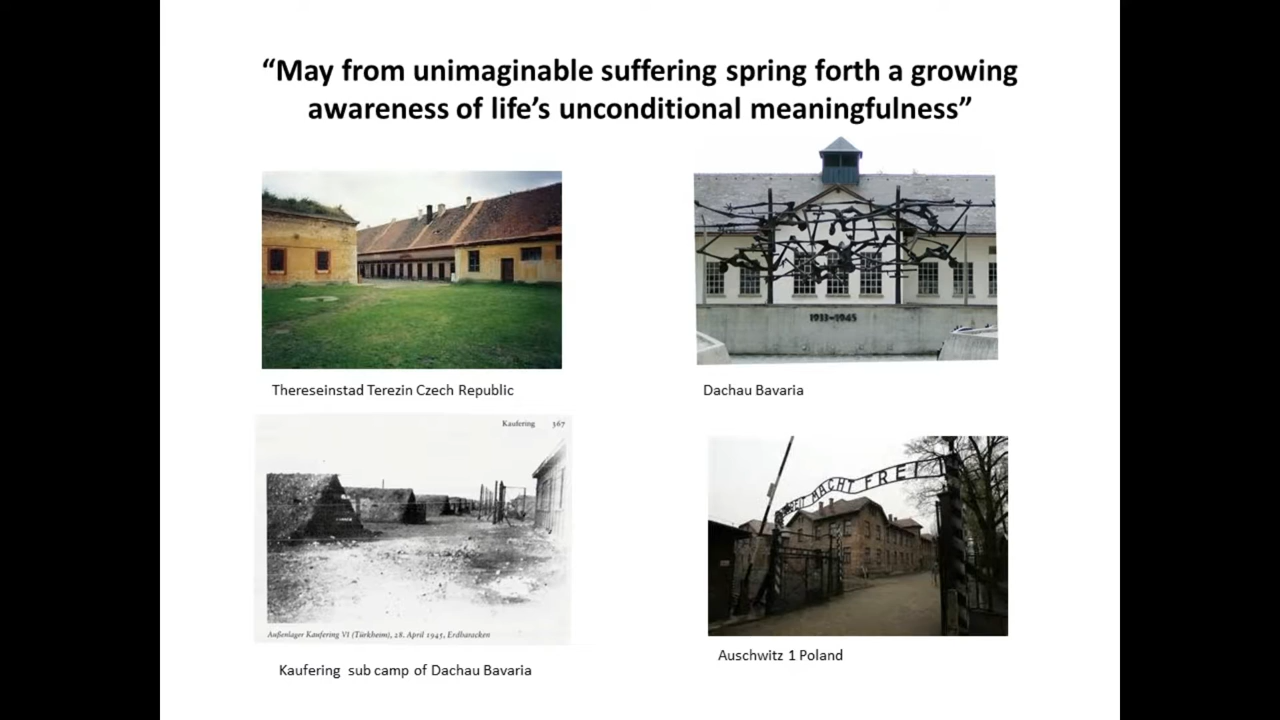 “May from unimaginable suffering spring forth a growing
awareness of life’s unconditional meaningfulness”
1933–1945
Thereseinstad Terezin Czech Republic
Dachau Bavaria
Kaufering 367
MACHT FREI
Außenlager Kaufering VI (Türkheim), 28. April 1945, Erdbaracken
Kaufering sub camp of Dachau Bavaria
Auschwitz 1 Poland